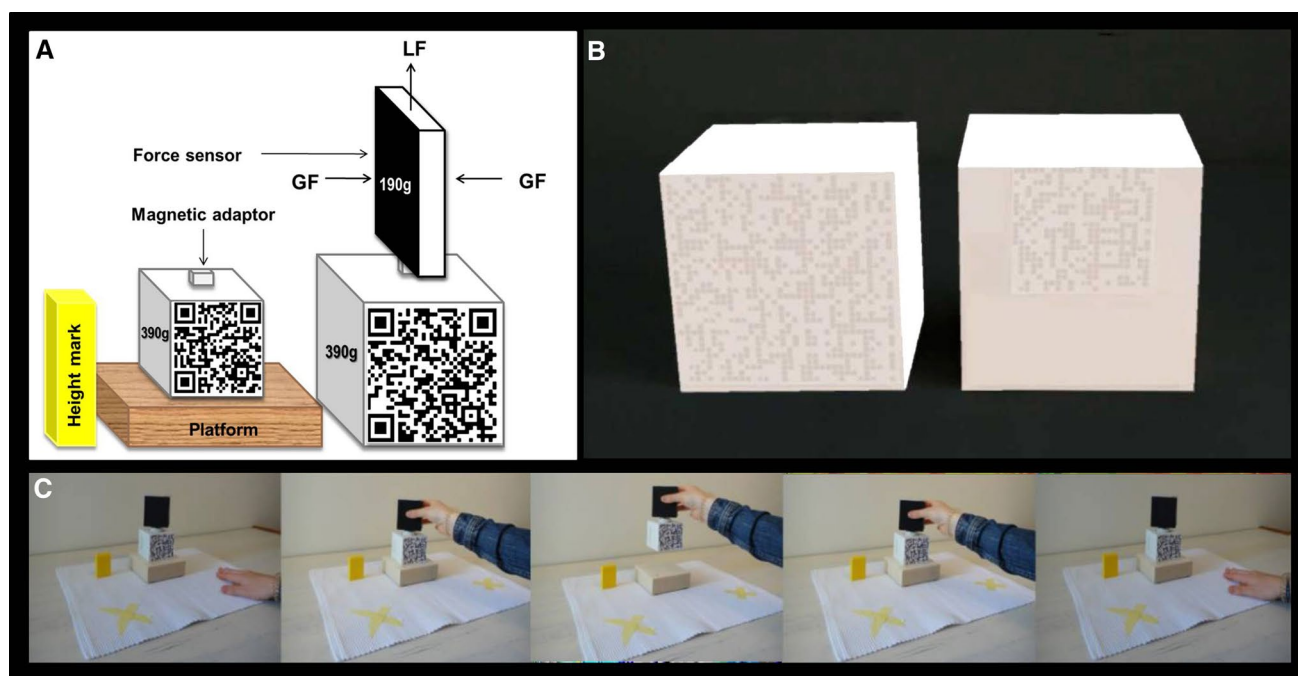 A
LF
Force sensor
GF
190g
GF
Magnetic adaptor
390g
390g
Height mark
Platform
B
C